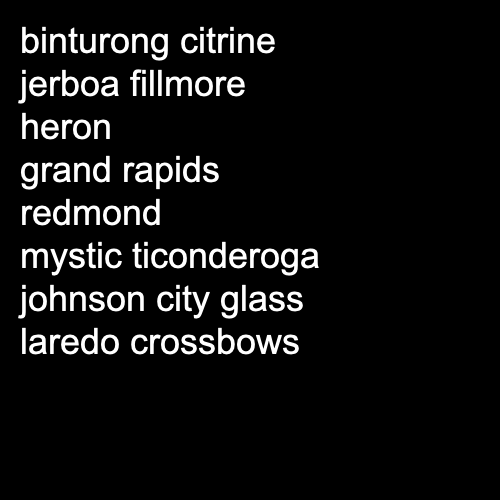 binturong citrine
jerboa fillmore
heron
grand rapids
redmond
mystic ticonderoga
johnson city glass
laredo crossbows